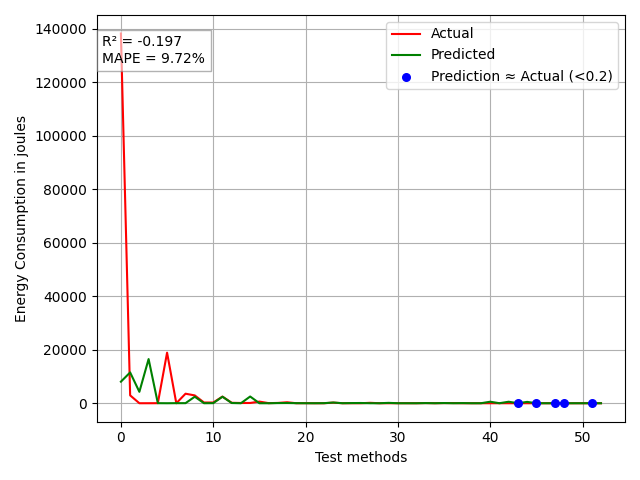 R² = -0.197
MAPE = 9.72%
Actual
Predicted
Prediction ≈ Actual (<0.2)
Energy Consumption in joules
140000
120000
100000
80000
60000
40000
20000
0
0 10 20 30 40 50
Test methods